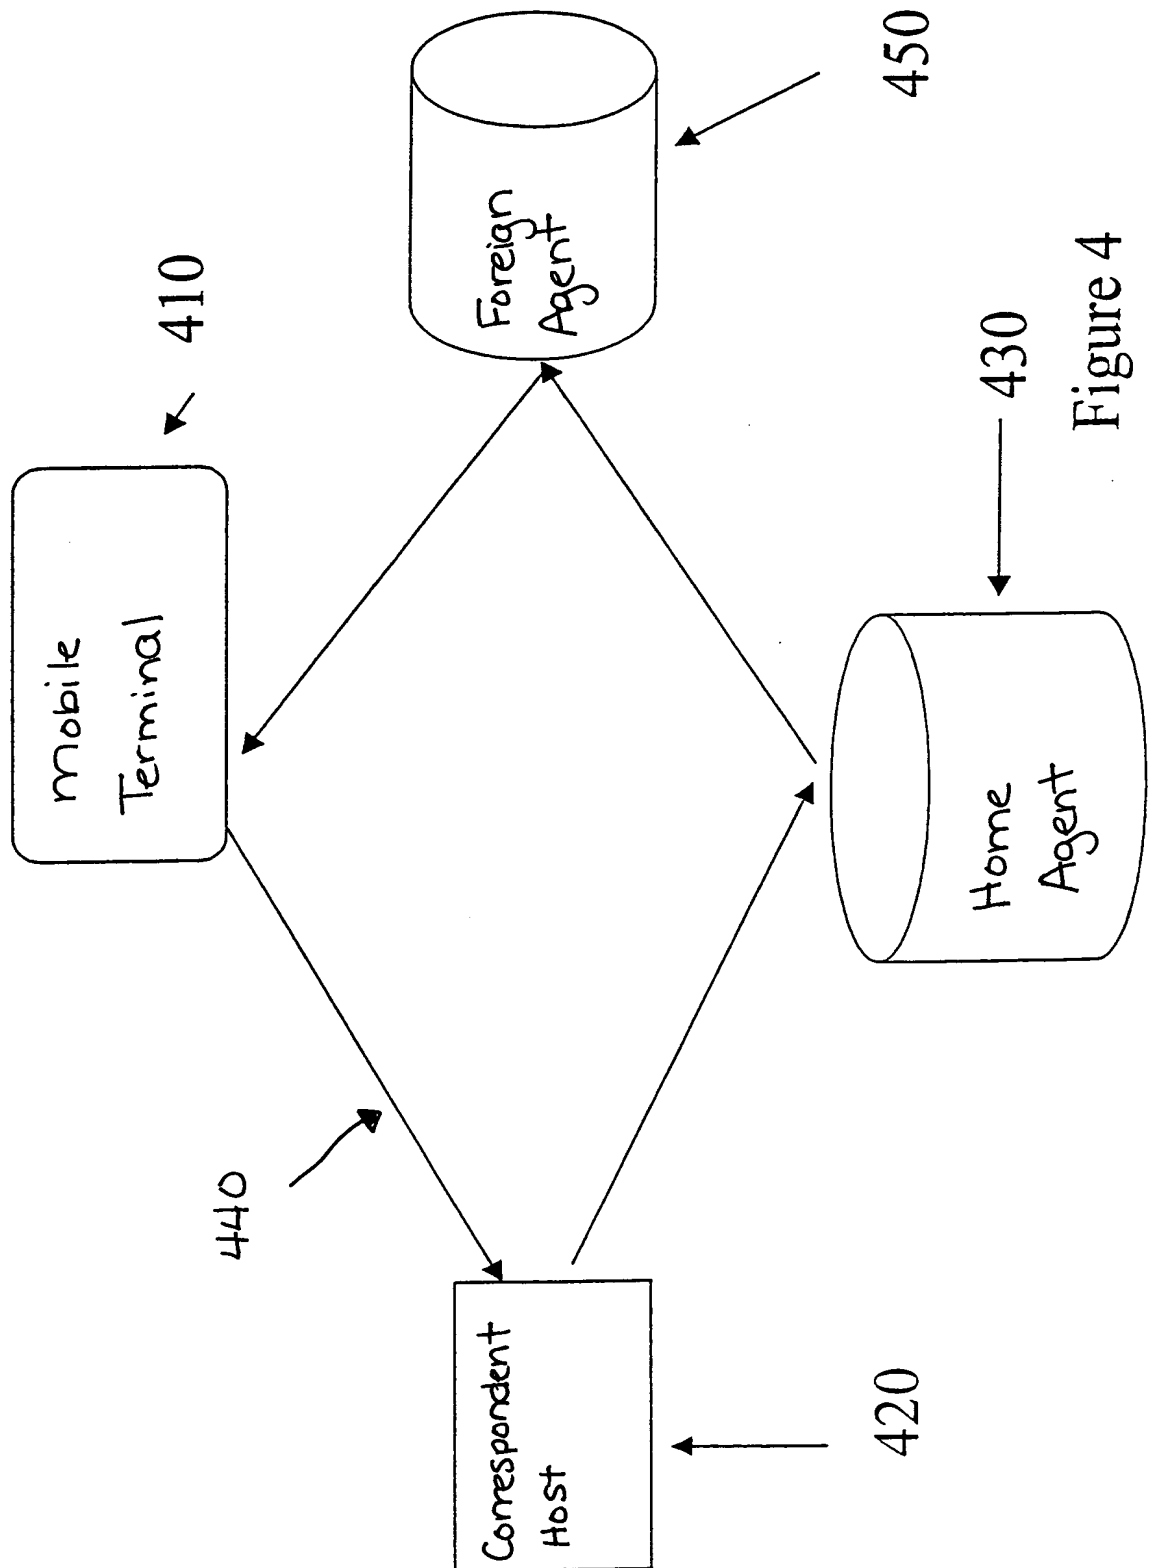 mobile
Terminal
410
440
Correspondent
Host
420
Foreign
Agent
450
Home
Agent
430
Figure 4